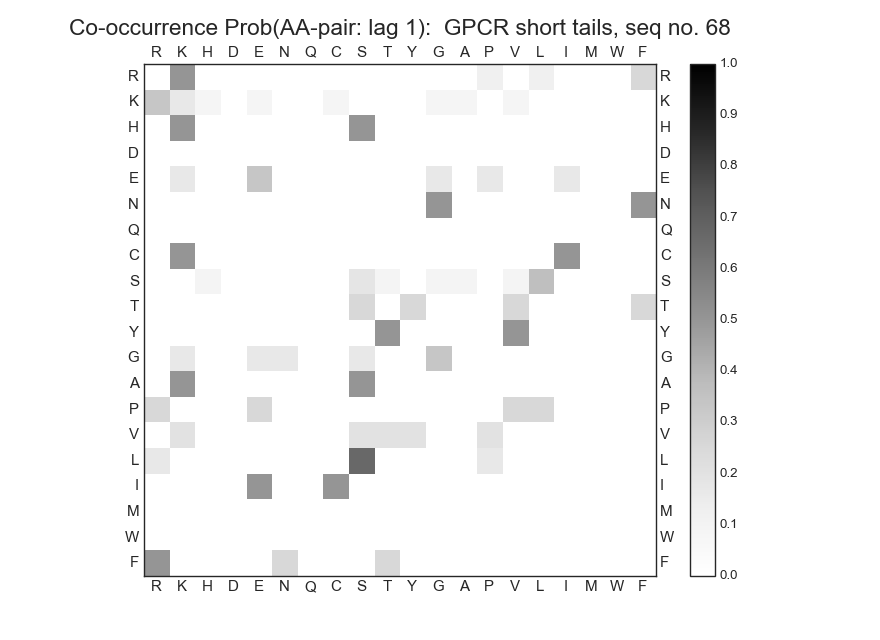 Co-occurrence Prob(AA-pair: lag 1):  GPCR short tails, seq no. 68
R K H D E N Q C S T Y G A P V L I M W F
R R 1.0
K K 0.9
H H
D D 0.8
E E
N N 0.7
Q Q
C C 0.6
S S
T T 0.5
Y Y
G G 0.4
A A
P P 0.3
V V
L L 0.2
I I
M M 0.1
W W
F F 0.0
R K H D E N Q C S T Y G A P V L I M W F